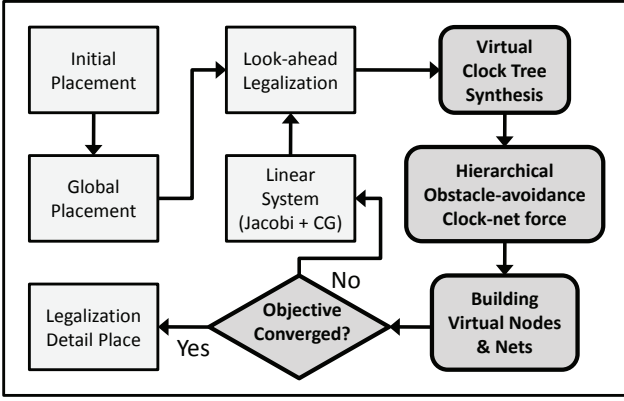 Initial
Placement
Look-ahead
Legalization
Virtual
Clock Tree
Synthesis
Global
Placement
Linear
System
(Jacobi + CG)
Hierarchical
Obstacle-avoidance
Clock-net force
No
Legalization
Detail Place
Yes
Objective
Converged?
Building
Virtual Nodes
& Nets